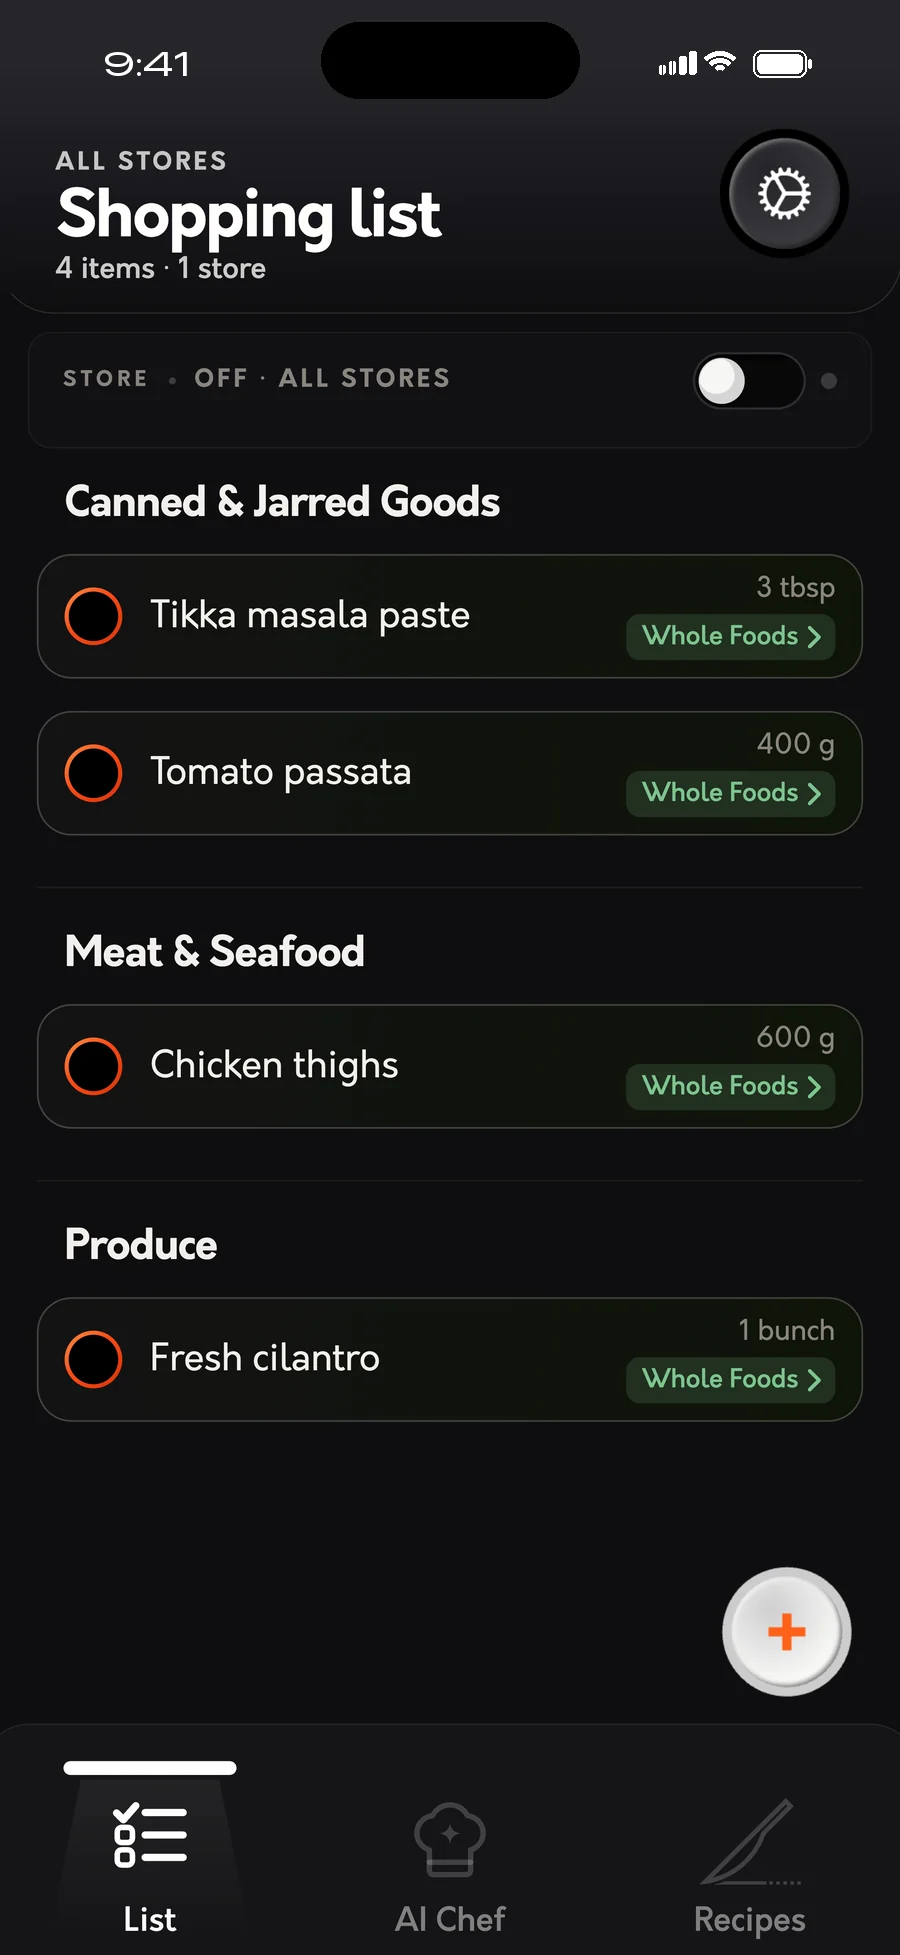 9:41
ALL STORES
Shopping list
4 items · 1 store
STORE • OFF · ALL STORES
Canned & Jarred Goods
Tikka masala paste
3 tbsp
Whole Foods
Tomato passata
400 g
Whole Foods
Meat & Seafood
Chicken thighs
600 g
Whole Foods
Produce
Fresh cilantro
1 bunch
Whole Foods
List
AI Chef
Recipes